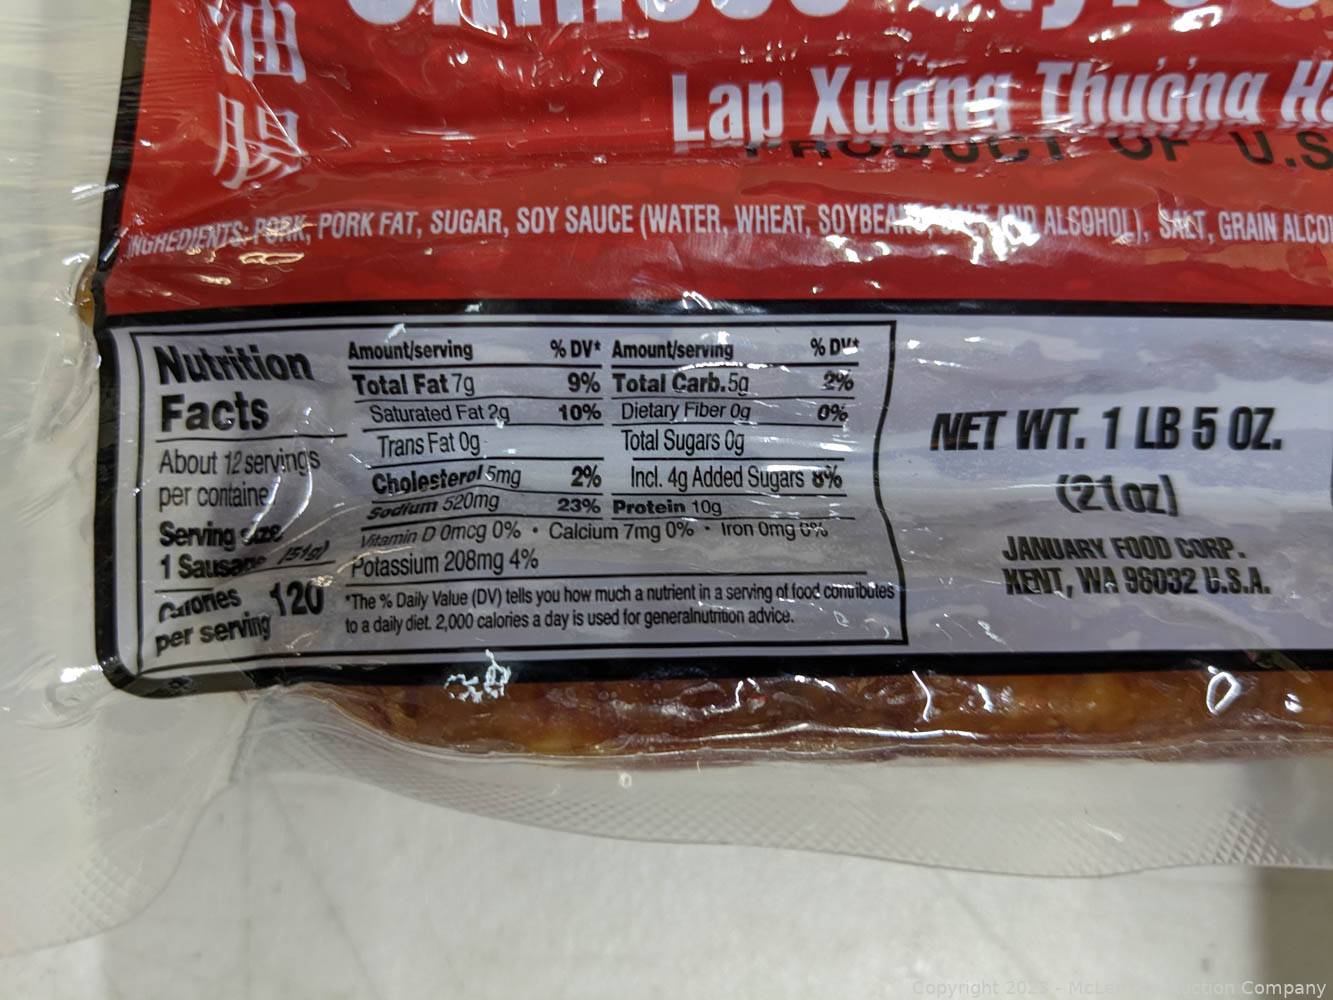 油
腸
Lap Xưởng Thượng H
PRODUCT OF U.S
INGREDIENTS: PORK, PORK FAT, SUGAR, SOY SAUCE (WATER, WHEAT, SOYBEANS, SALT AND ALSOHOL), SALT, GRAIN ALCO
Nutrition
Facts
About 12 servings
per container
Serving size
1 Sausage (51g)
Calories
per serving 120
Amount/serving % DV* Amount/serving % DV*
Total Fat 7g 9% Total Carb. 5g 2%
Saturated Fat 2g 10% Dietary Fiber 0g 0%
Trans Fat 0g Total Sugars 0g
Cholesterol 5mg 2% Incl. 4g Added Sugars 8%
Sodium 520mg 23% Protein 10g
Vitamin D 0mcg 0% • Calcium 7mg 0% • Iron 0mg 0%
Potassium 208mg 4%
*The % Daily Value (DV) tells you how much a nutrient in a serving of food contributes
to a daily diet. 2,000 calories a day is used for generalnutrition advice.
NET WT. 1 LB 5 OZ.
(21oz)
JANUARY FOOD CORP.
KENT, WA 98032 U.S.A.
Copyright 2023 - McLe ction Company